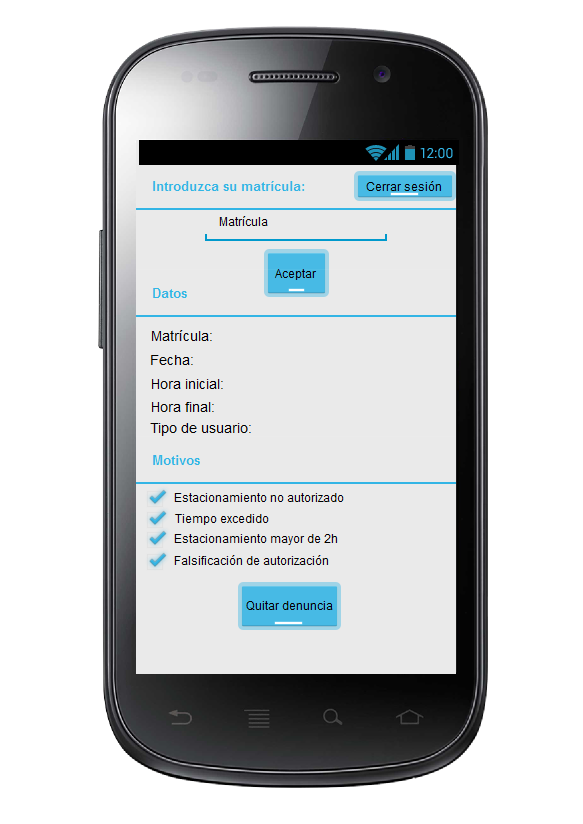 12:00
Introduzca su matrícula:
Cerrar sesión
Matrícula
Aceptar
Datos
Matrícula:
Fecha:
Hora inicial:
Hora final:
Tipo de usuario:
Motivos
Estacionamiento no autorizado
Tiempo excedido
Estacionamiento mayor de 2h
Falsificación de autorización
Quitar denuncia